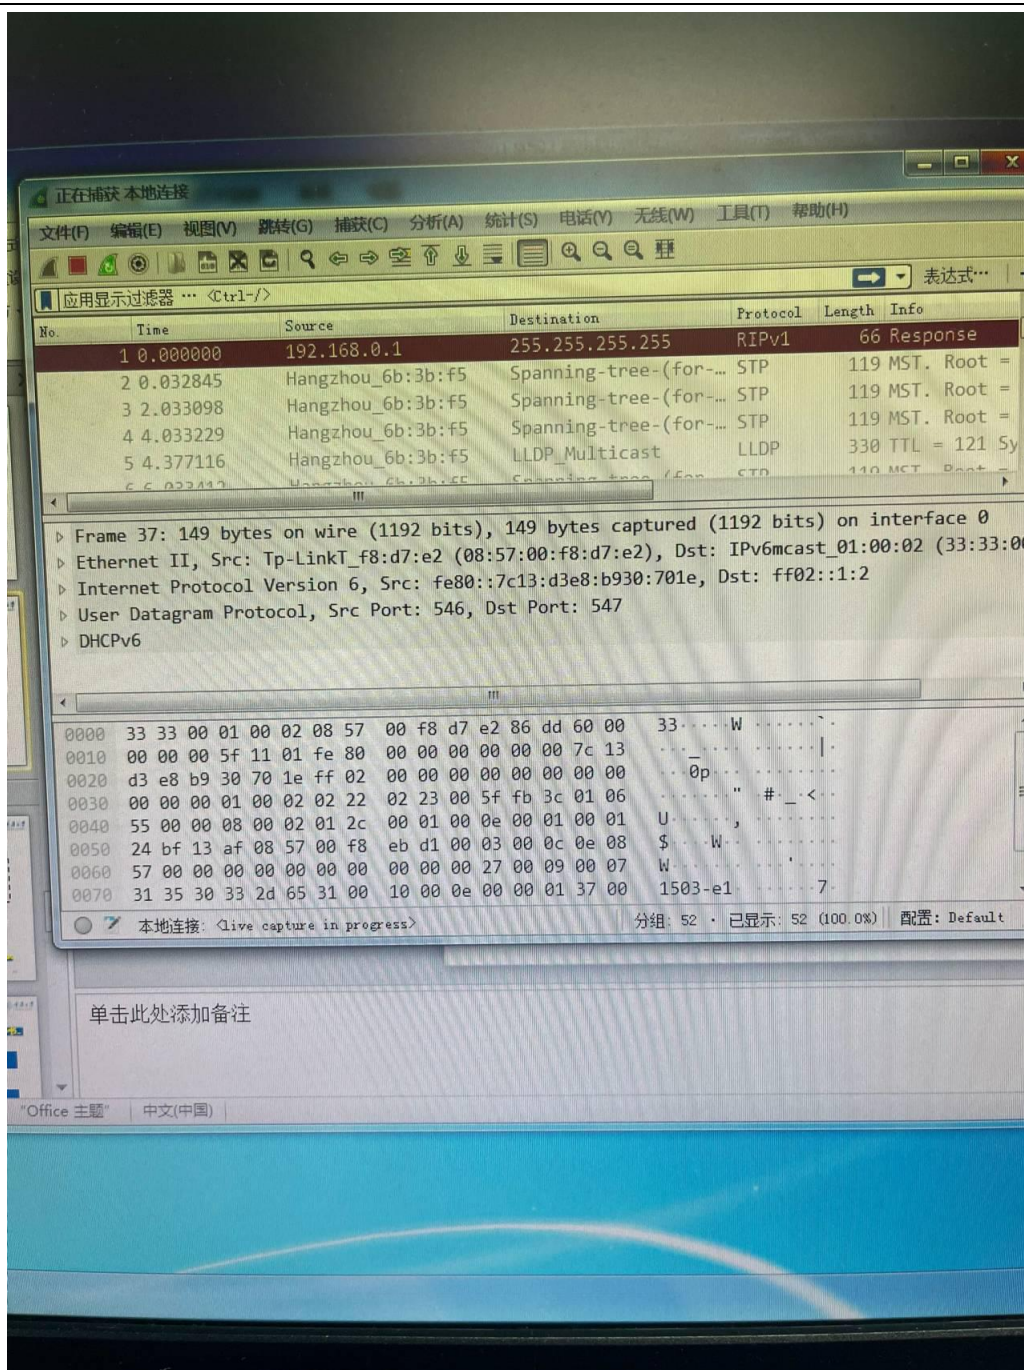 正在捕获 本地连接
文件(F) 编辑(E) 视图(V) 跳转(G) 捕获(C) 分析(A) 统计(S) 电话(Y) 无线(W) 工具(T) 帮助(H)
应用显示过滤器 … <Ctrl-/> 表达式…
No. Time Source Destination Protocol Length Info
1 0.000000 192.168.0.1 255.255.255.255 RIPv1 66 Response
2 0.032845 Hangzhou_6b:3b:f5 Spanning-tree-(for-… STP 119 MST. Root =
3 2.033098 Hangzhou_6b:3b:f5 Spanning-tree-(for-… STP 119 MST. Root =
4 4.033229 Hangzhou_6b:3b:f5 Spanning-tree-(for-… STP 119 MST. Root =
5 4.377116 Hangzhou_6b:3b:f5 LLDP_Multicast LLDP 330 TTL = 121 Sy
Frame 37: 149 bytes on wire (1192 bits), 149 bytes captured (1192 bits) on interface 0
Ethernet II, Src: Tp-LinkT_f8:d7:e2 (08:57:00:f8:d7:e2), Dst: IPv6mcast_01:00:02 (33:33:00
Internet Protocol Version 6, Src: fe80::7c13:d3e8:b930:701e, Dst: ff02::1:2
User Datagram Protocol, Src Port: 546, Dst Port: 547
DHCPv6
0000 33 33 00 01 00 02 08 57 00 f8 d7 e2 86 dd 60 00 33·····W ······`·
0010 00 00 00 5f 11 01 fe 80 00 00 00 00 00 00 7c 13 ···_···· ······|·
0020 d3 e8 b9 30 70 1e ff 02 00 00 00 00 00 00 00 00 ···0p··· ········
0030 00 00 00 01 00 02 02 22 02 23 00 5f fb 3c 01 06 ·······" ·#·_·<··
0040 55 00 00 08 00 02 01 2c 00 01 00 0e 00 01 00 01 U······, ········
0050 24 bf 13 af 08 57 00 f8 eb d1 00 03 00 0c 0e 08 $····W·· ········
0060 57 00 00 00 00 00 00 00 00 00 00 27 00 09 00 07 W······· ···'····
0070 31 35 30 33 2d 65 31 00 10 00 0e 00 00 01 37 00 1503-e1· ······7·
本地连接: <live capture in progress> 分组: 52 · 已显示: 52 (100.0%) 配置: Default
单击此处添加备注
"Office 主题" 中文(中国)